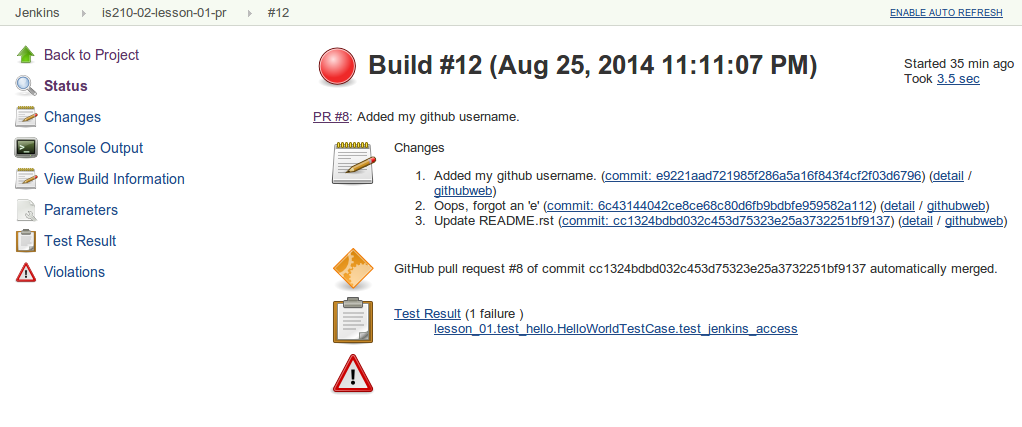 Jenkins is210-02-lesson-01-pr #12 ENABLE AUTO REFRESH
Back to Project
Status
Changes
Console Output
View Build Information
Parameters
Test Result
Violations
Build #12 (Aug 25, 2014 11:11:07 PM)
Started 35 min ago
Took 3.5 sec
PR #8: Added my github username.
Changes
1. Added my github username. (commit: e9221aad721985f286a5a16f843f4cf2f03d6796) (detail /
githubweb)
2. Oops, forgot an 'e' (commit: 6c43144042ce8ce68c80d6fb9bdbfe959582a112) (detail / githubweb)
3. Update README.rst (commit: cc1324bdbd032c453d75323e25a3732251bf9137) (detail / githubweb)
GitHub pull request #8 of commit cc1324bdbd032c453d75323e25a3732251bf9137 automatically merged.
Test Result (1 failure )
lesson_01.test_hello.HelloWorldTestCase.test_jenkins_access